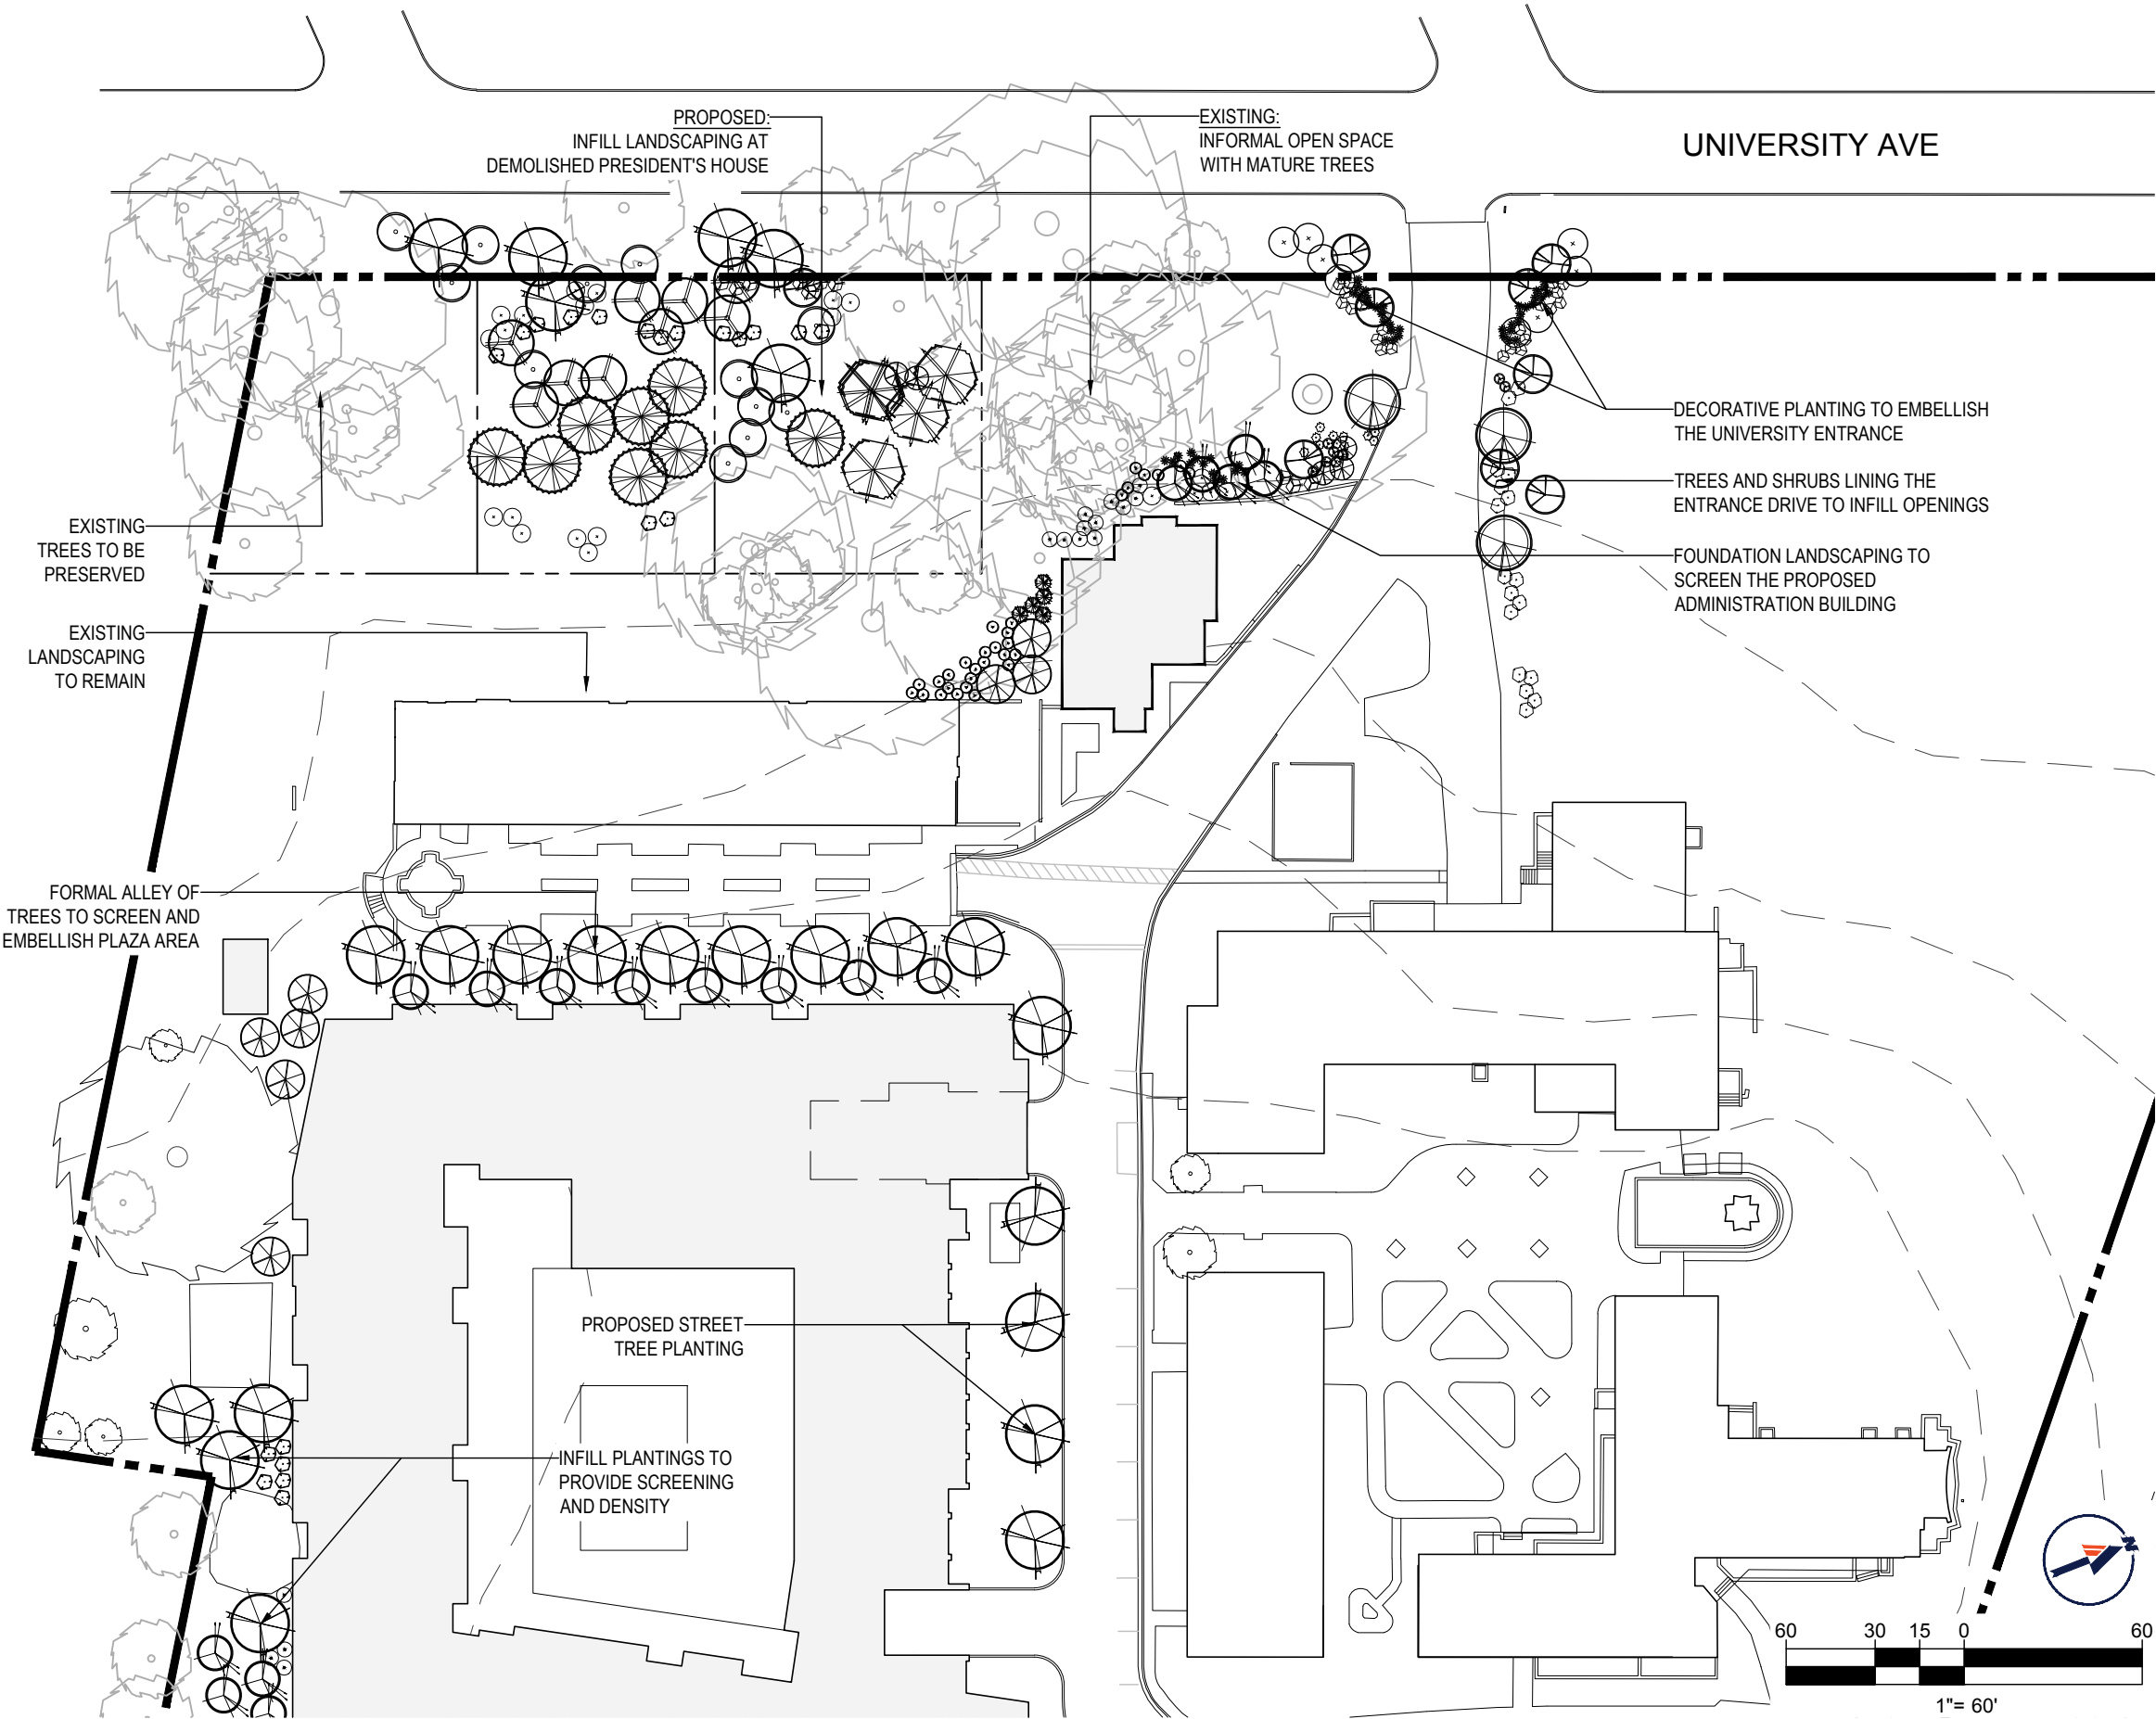 PROPOSED:
INFILL LANDSCAPING AT
DEMOLISHED PRESIDENT'S HOUSE
EXISTING:
INFORMAL OPEN SPACE
WITH MATURE TREES
UNIVERSITY AVE
DECORATIVE PLANTING TO EMBELLISH
THE UNIVERSITY ENTRANCE
TREES AND SHRUBS LINING THE
ENTRANCE DRIVE TO INFILL OPENINGS
FOUNDATION LANDSCAPING TO
SCREEN THE PROPOSED
ADMINISTRATION BUILDING
EXISTING
TREES TO BE
PRESERVED
EXISTING
LANDSCAPING
TO REMAIN
FORMAL ALLEY OF
TREES TO SCREEN AND
EMBELLISH PLAZA AREA
PROPOSED STREET
TREE PLANTING
INFILL PLANTINGS TO
PROVIDE SCREENING
AND DENSITY
N
60 30 15 0 60
1"= 60'